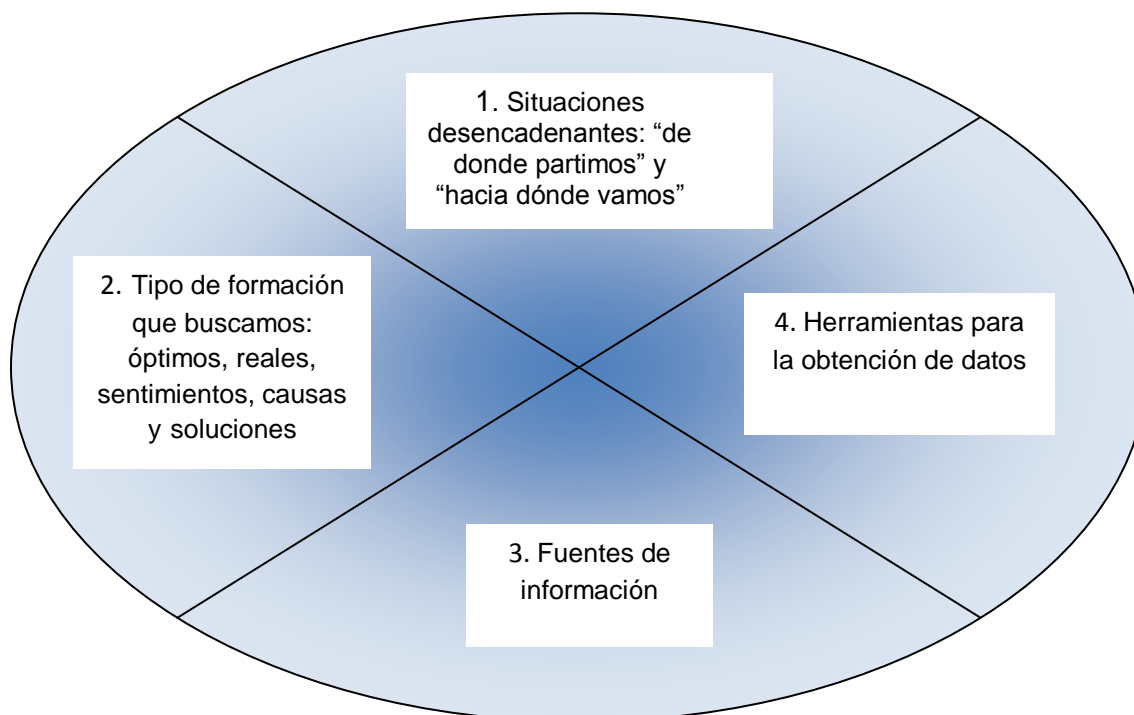 1. Situaciones
desencadenantes: “de
donde partimos” y
“hacia dónde vamos”
2. Tipo de formación
que buscamos:
óptimos, reales,
sentimientos, causas
y soluciones
3. Fuentes de
información
4. Herramientas para
la obtención de datos